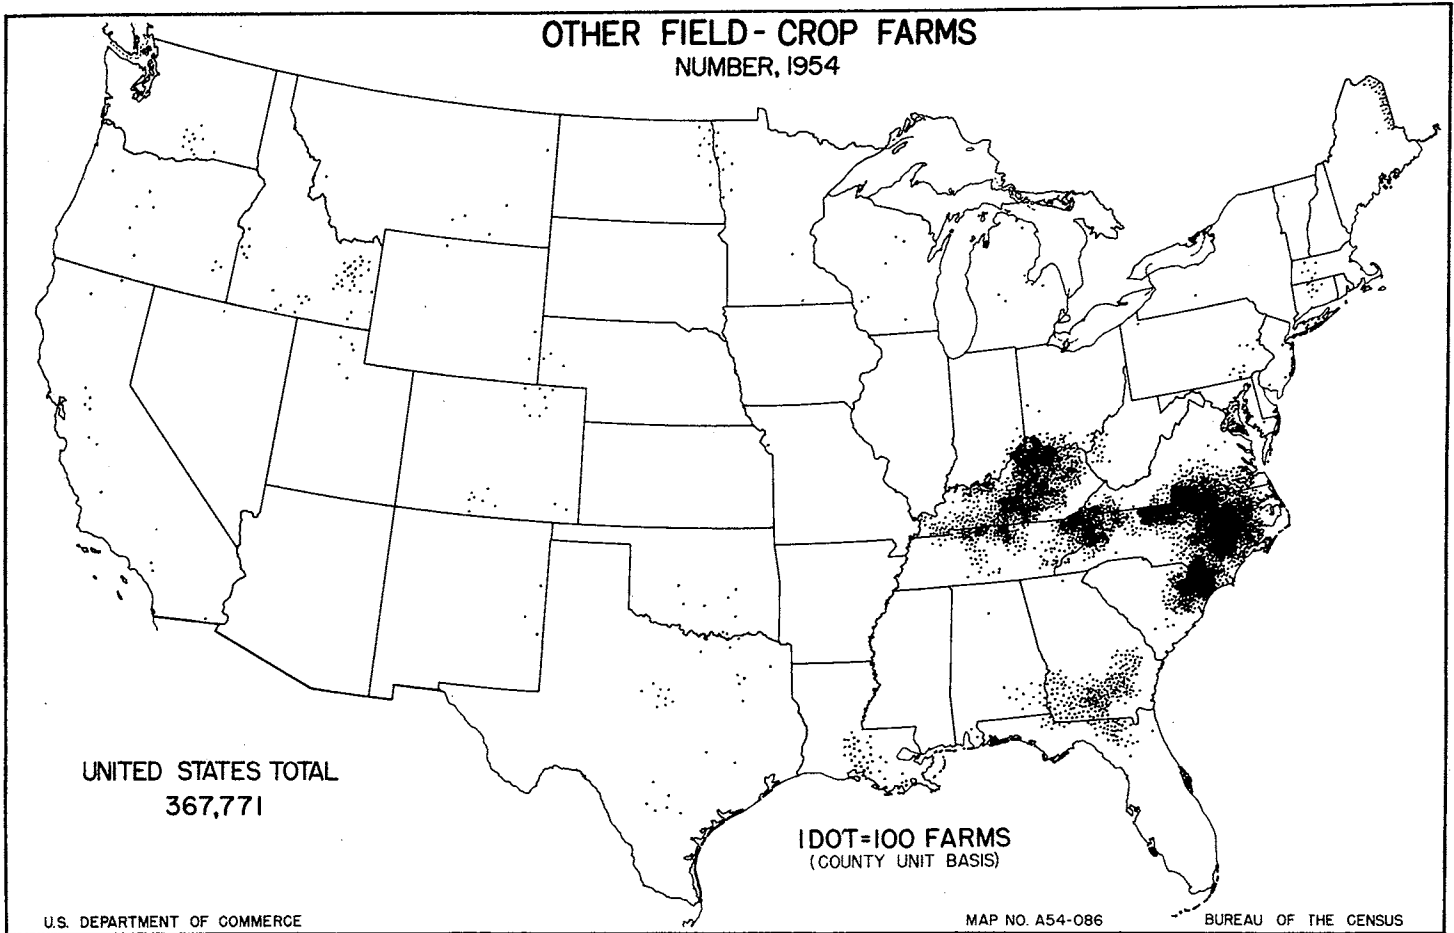 OTHER FIELD-CROP FARMS
NUMBER, 1954
UNITED STATES TOTAL
367,771
1 DOT=100 FARMS
(COUNTY UNIT BASIS)
U.S. DEPARTMENT OF COMMERCE
MAP NO. A54-086
BUREAU OF THE CENSUS